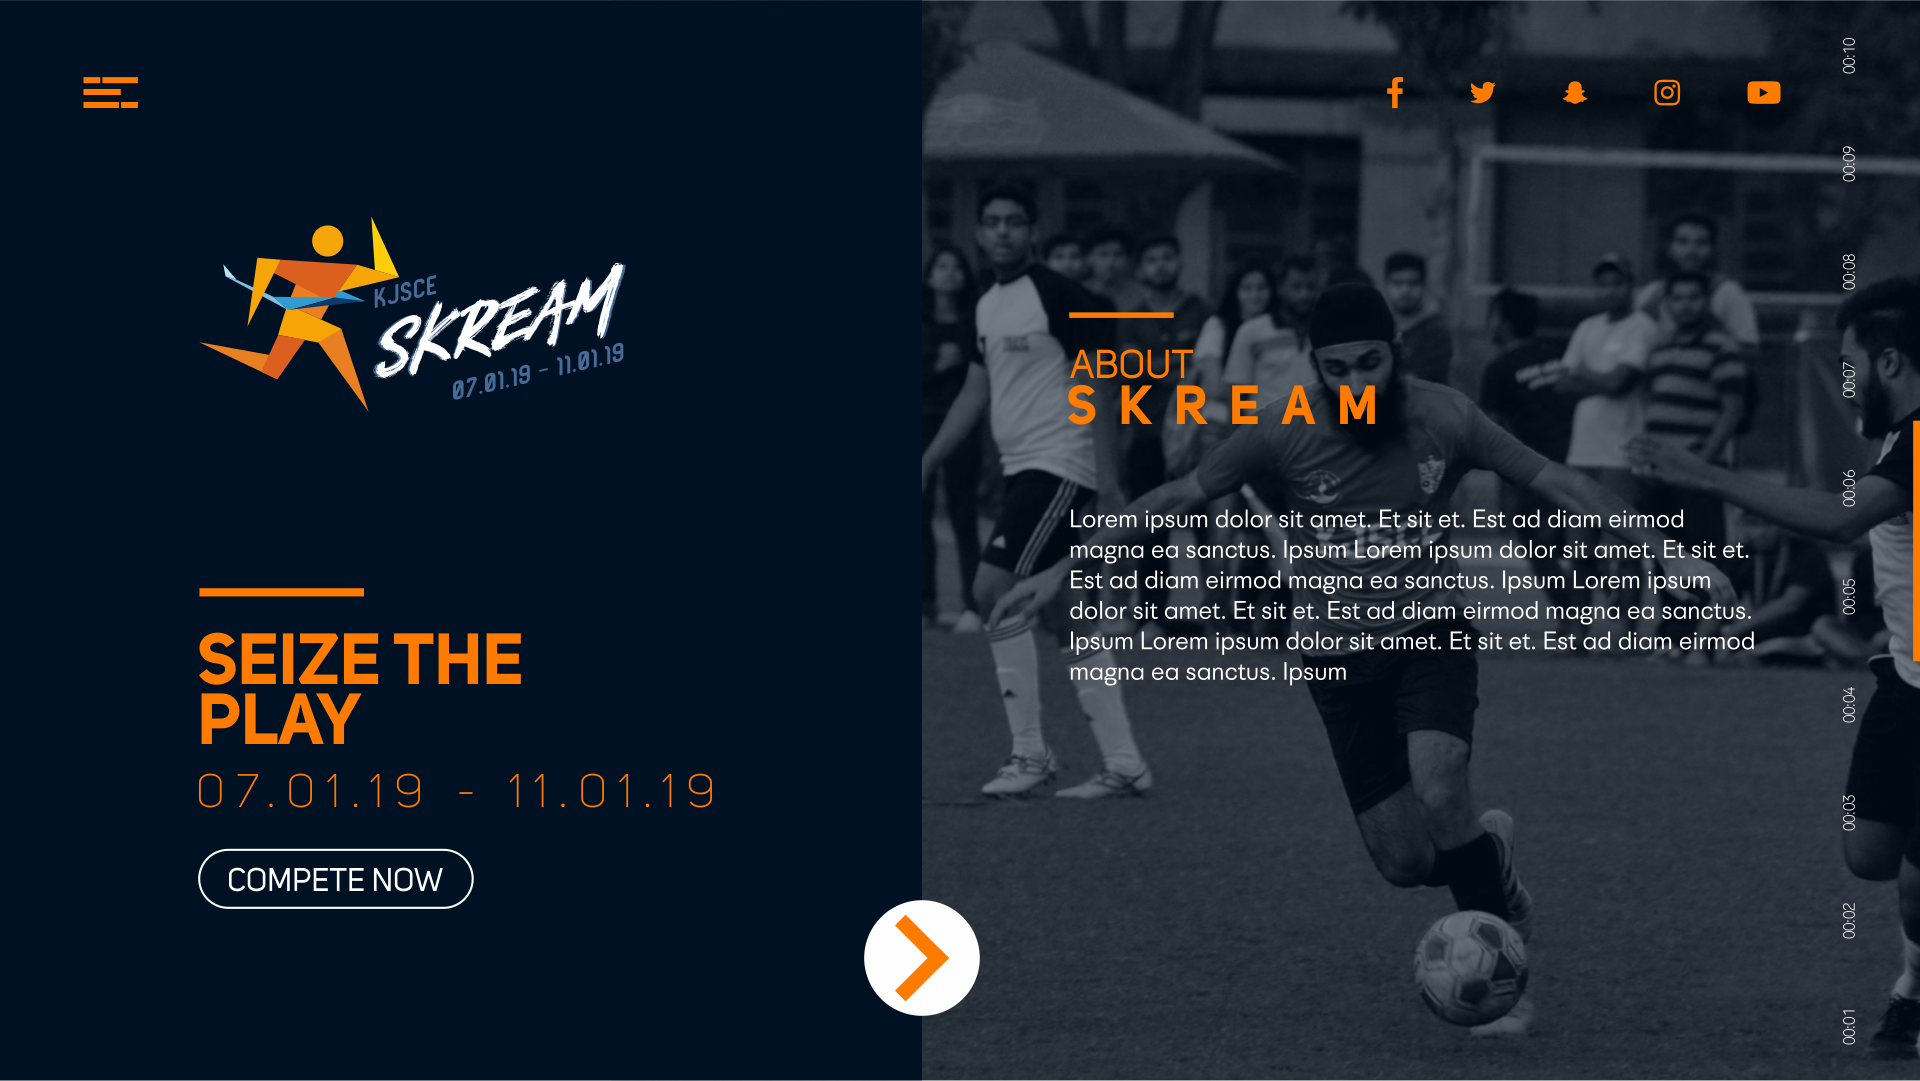 KJSCE
SKREAM
07.01.19 - 11.01.19
SEIZE THE
PLAY
07.01.19 - 11.01.19
COMPETE NOW
ABOUT
SKREAM
Lorem ipsum dolor sit amet. Et sit et. Est ad diam eirmod
magna ea sanctus. Ipsum Lorem ipsum dolor sit amet. Et sit et.
Est ad diam eirmod magna ea sanctus. Ipsum Lorem ipsum
dolor sit amet. Et sit et. Est ad diam eirmod magna ea sanctus.
Ipsum Lorem ipsum dolor sit amet. Et sit et. Est ad diam eirmod
magna ea sanctus. Ipsum
00:10
00:09
00:08
00:07
00:06
00:05
00:04
00:03
00:02
00:01